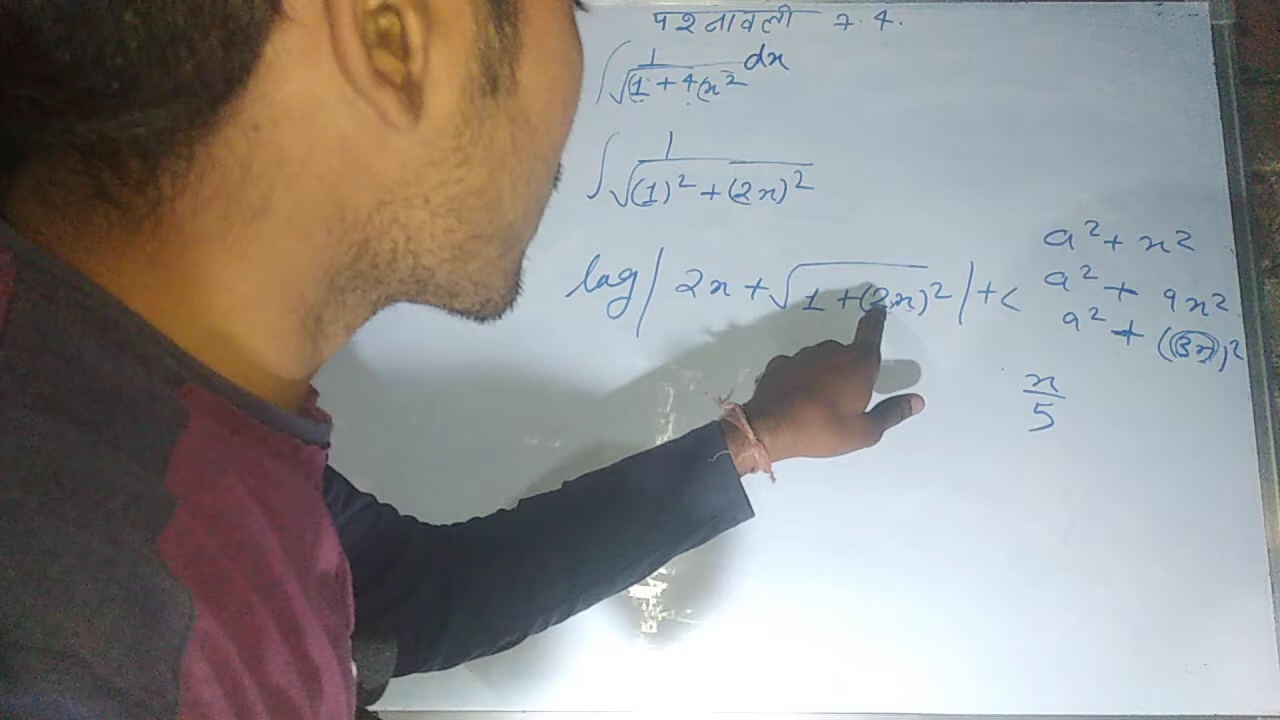 पश्नावली 7.4.
∫ 1/√(1 + 4x² dx
∫ 1/√(1)² + (2x)²
log | 2x + √1 + (2x)² | + c
a² + x²
a² + 9x²
a² + ((3x))²
x/5